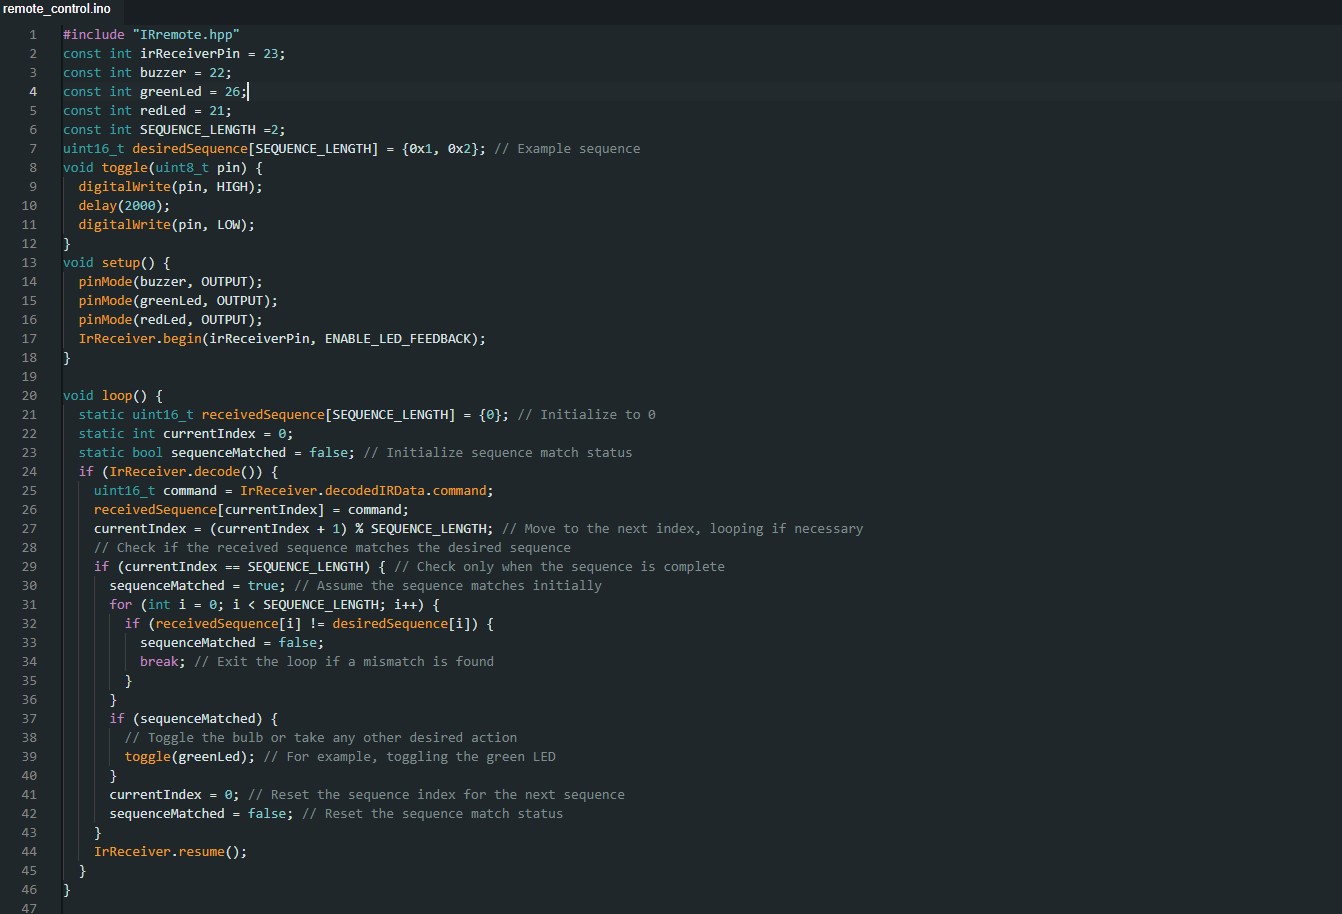 remote_control.ino
1 #include "IRremote.hpp"
2 const int irReceiverPin = 23;
3 const int buzzer = 22;
4 const int greenLed = 26;
5 const int redLed = 21;
6 const int SEQUENCE_LENGTH =2;
7 uint16_t desiredSequence[SEQUENCE_LENGTH] = {0x1, 0x2}; // Example sequence
8 void toggle(uint8_t pin) {
9   digitalWrite(pin, HIGH);
10   delay(2000);
11   digitalWrite(pin, LOW);
12 }
13 void setup() {
14   pinMode(buzzer, OUTPUT);
15   pinMode(greenLed, OUTPUT);
16   pinMode(redLed, OUTPUT);
17   IrReceiver.begin(irReceiverPin, ENABLE_LED_FEEDBACK);
18 }
19
20 void loop() {
21   static uint16_t receivedSequence[SEQUENCE_LENGTH] = {0}; // Initialize to 0
22   static int currentIndex = 0;
23   static bool sequenceMatched = false; // Initialize sequence match status
24   if (IrReceiver.decode()) {
25     uint16_t command = IrReceiver.decodedIRData.command;
26     receivedSequence[currentIndex] = command;
27     currentIndex = (currentIndex + 1) % SEQUENCE_LENGTH; // Move to the next index, looping if necessary
28     // Check if the received sequence matches the desired sequence
29     if (currentIndex == SEQUENCE_LENGTH) { // Check only when the sequence is complete
30       sequenceMatched = true; // Assume the sequence matches initially
31       for (int i = 0; i < SEQUENCE_LENGTH; i++) {
32         if (receivedSequence[i] != desiredSequence[i]) {
33           sequenceMatched = false;
34           break; // Exit the loop if a mismatch is found
35         }
36       }
37       if (sequenceMatched) {
38         // Toggle the bulb or take any other desired action
39         toggle(greenLed); // For example, toggling the green LED
40       }
41       currentIndex = 0; // Reset the sequence index for the next sequence
42       sequenceMatched = false; // Reset the sequence match status
43     }
44     IrReceiver.resume();
45   }
46 }
47